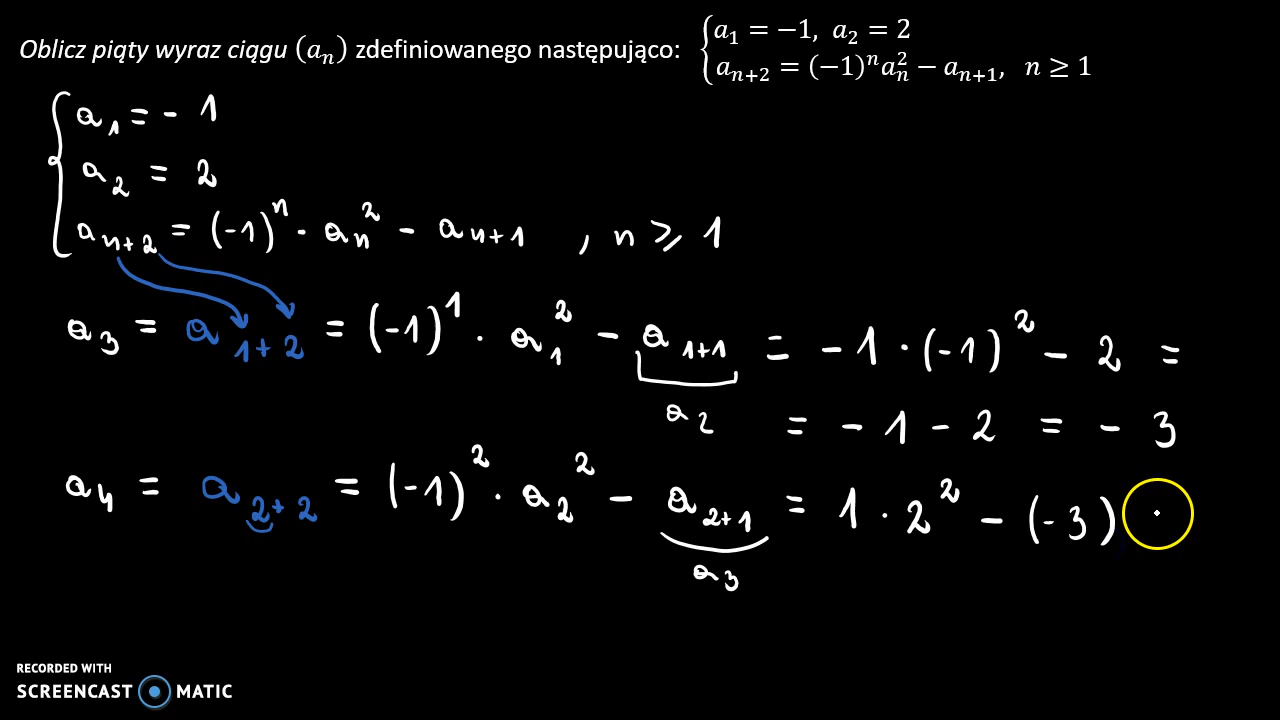 Oblicz piąty wyraz ciągu (aₙ) zdefiniowanego następująco: { a₁ = −1, a₂ = 2
aₙ₊₂ = (−1)ⁿaₙ² − aₙ₊₁, n ≥ 1
{ a₁ = - 1
a₂ = 2
aₙ₊₂ = (-1)ⁿ · aₙ² - aₙ₊₁ , n ⩾ 1
a₃ = a₁₊₂ = (-1)¹ · a₁² - a₁₊₁ = - 1 · (-1)² - 2 =
a₂ = - 1 - 2 = - 3
a₄ = a₂₊₂ = (-1)² · a₂² - a₂₊₁ = 1 · 2² - (-3)
a₃
RECORDED WITH
SCREENCAST MATIC